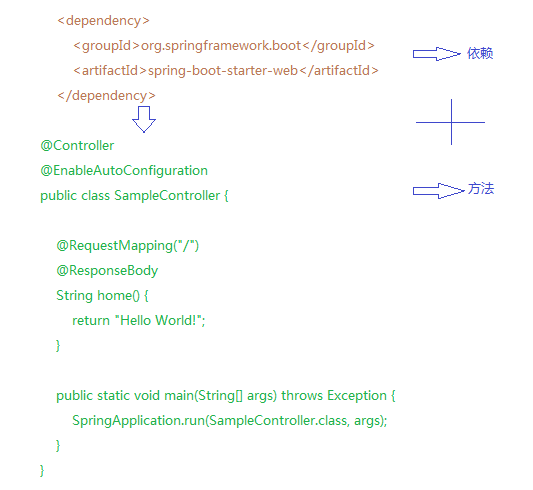 <dependency>
<groupId>org.springframework.boot</groupId>
<artifactId>spring-boot-starter-web</artifactId>
</dependency>
依赖
@Controller
@EnableAutoConfiguration
public class SampleController {
方法
@RequestMapping("/")
@ResponseBody
String home() {
return "Hello World!";
}
public static void main(String[] args) throws Exception {
SpringApplication.run(SampleController.class, args);
}
}